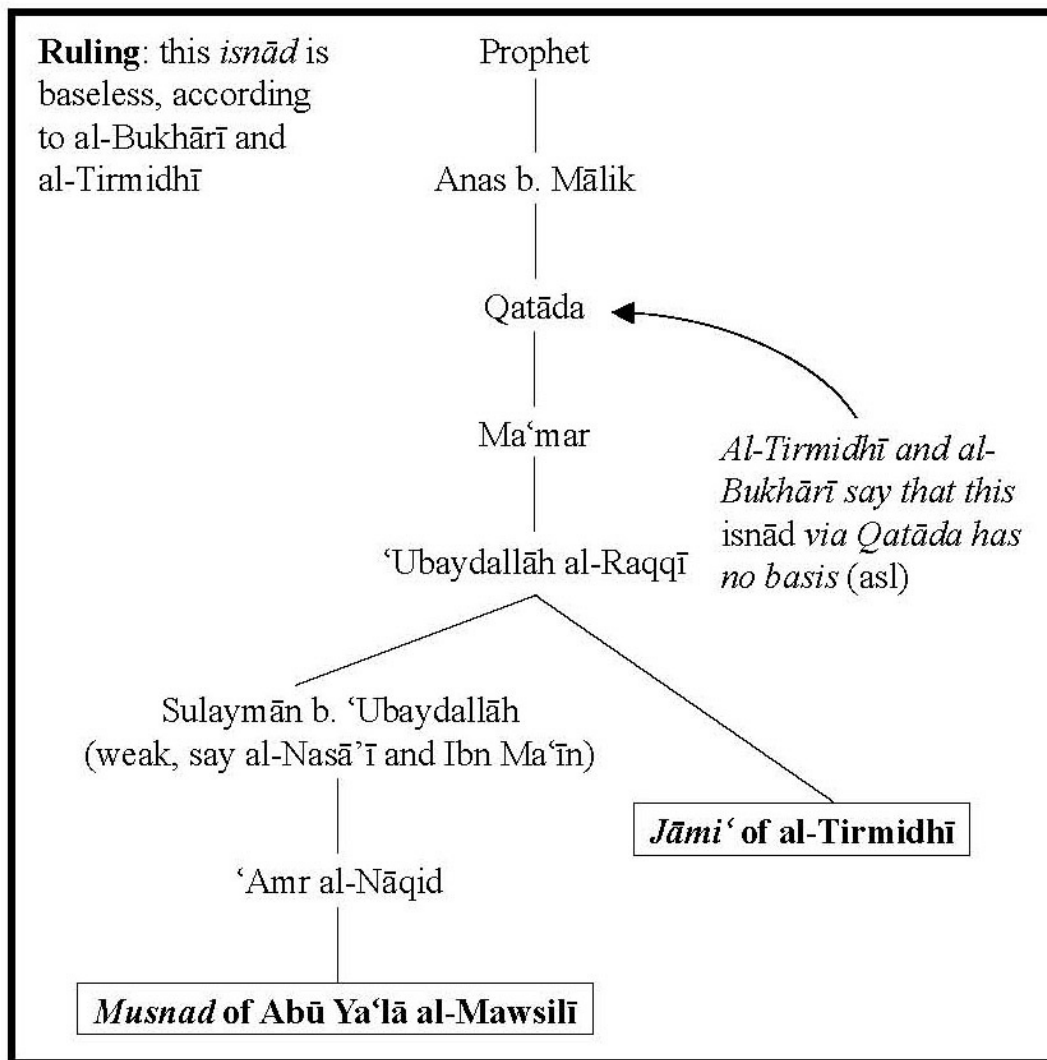 Ruling: this isnād is
baseless, according
to al-Bukhārī and
al-Tirmidhī
Prophet
Anas b. Mālik
Qatāda
Ma‘mar
Al-Tirmidhī and al-
Bukhārī say that this
isnād via Qatāda has
no basis (asl)
‘Ubaydallāh al-Raqqī
Sulaymān b. ‘Ubaydallāh
(weak, say al-Nasā’ī and Ibn Ma‘īn)
Jāmi‘ of al-Tirmidhī
‘Amr al-Nāqid
Musnad of Abū Ya‘lā al-Mawsilī